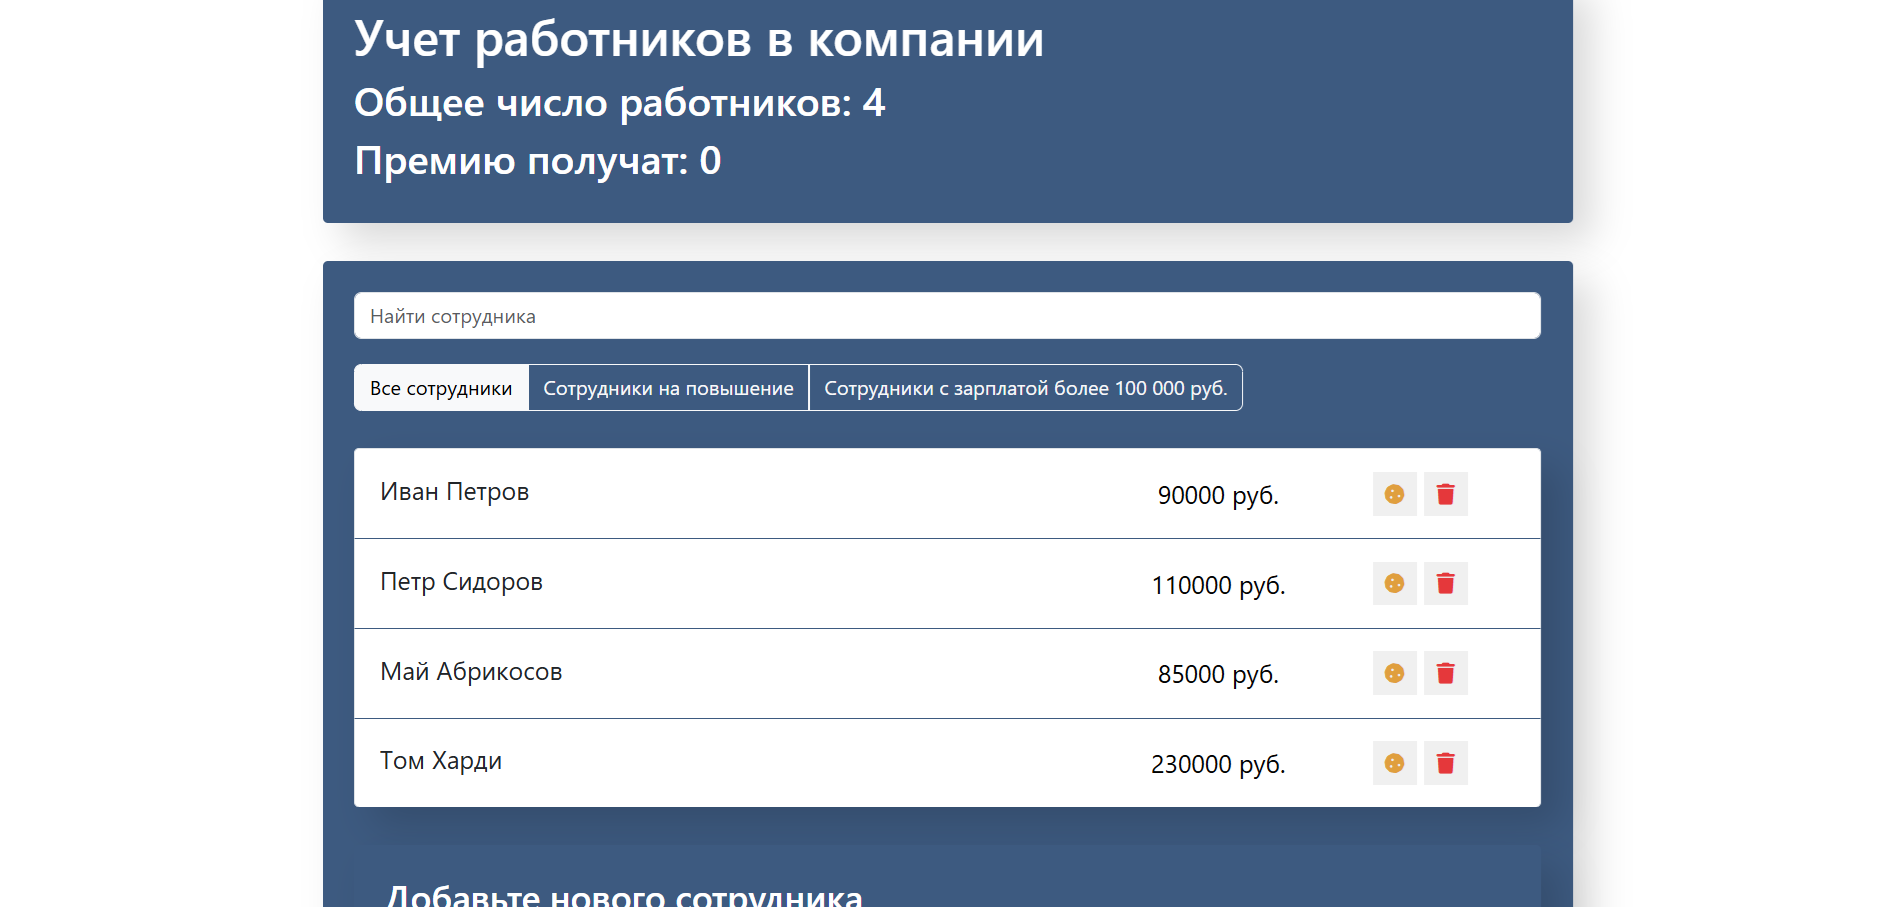 Учет работников в компании
Общее число работников: 4
Премию получат: 0
Найти сотрудника
Все сотрудники Сотрудники на повышение Сотрудники с зарплатой более 100 000 руб.
Иван Петров 90000 руб.
Петр Сидоров 110000 руб.
Май Абрикосов 85000 руб.
Том Харди 230000 руб.
Добавьте нового сотрудника